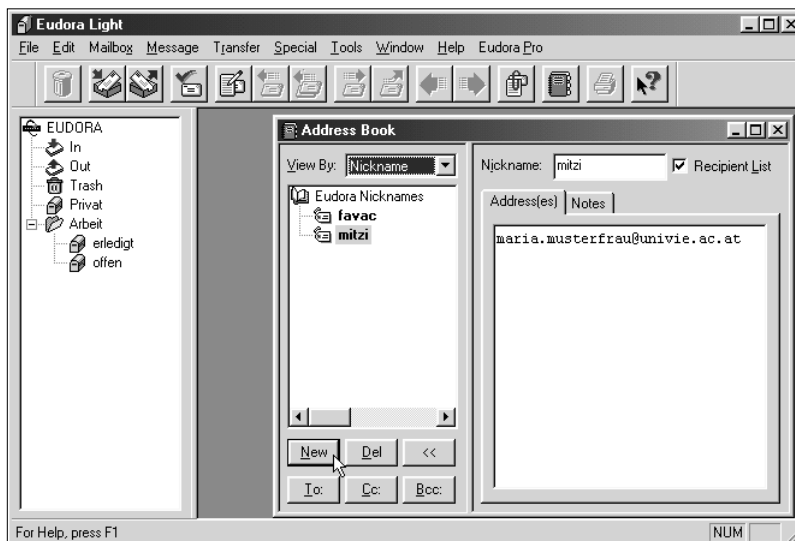 Eudora Light
File Edit Mailbox Message Transfer Special Tools Window Help Eudora Pro
EUDORA
In
Out
Trash
Privat
Arbeit
erledigt
offen
Address Book
View By: Nickname
Eudora Nicknames
favac
mitzi
New Del <<
To: Cc: Bcc:
Nickname: mitzi Recipient List
Address(es) Notes
maria.musterfrau@univie.ac.at
For Help, press F1 NUM